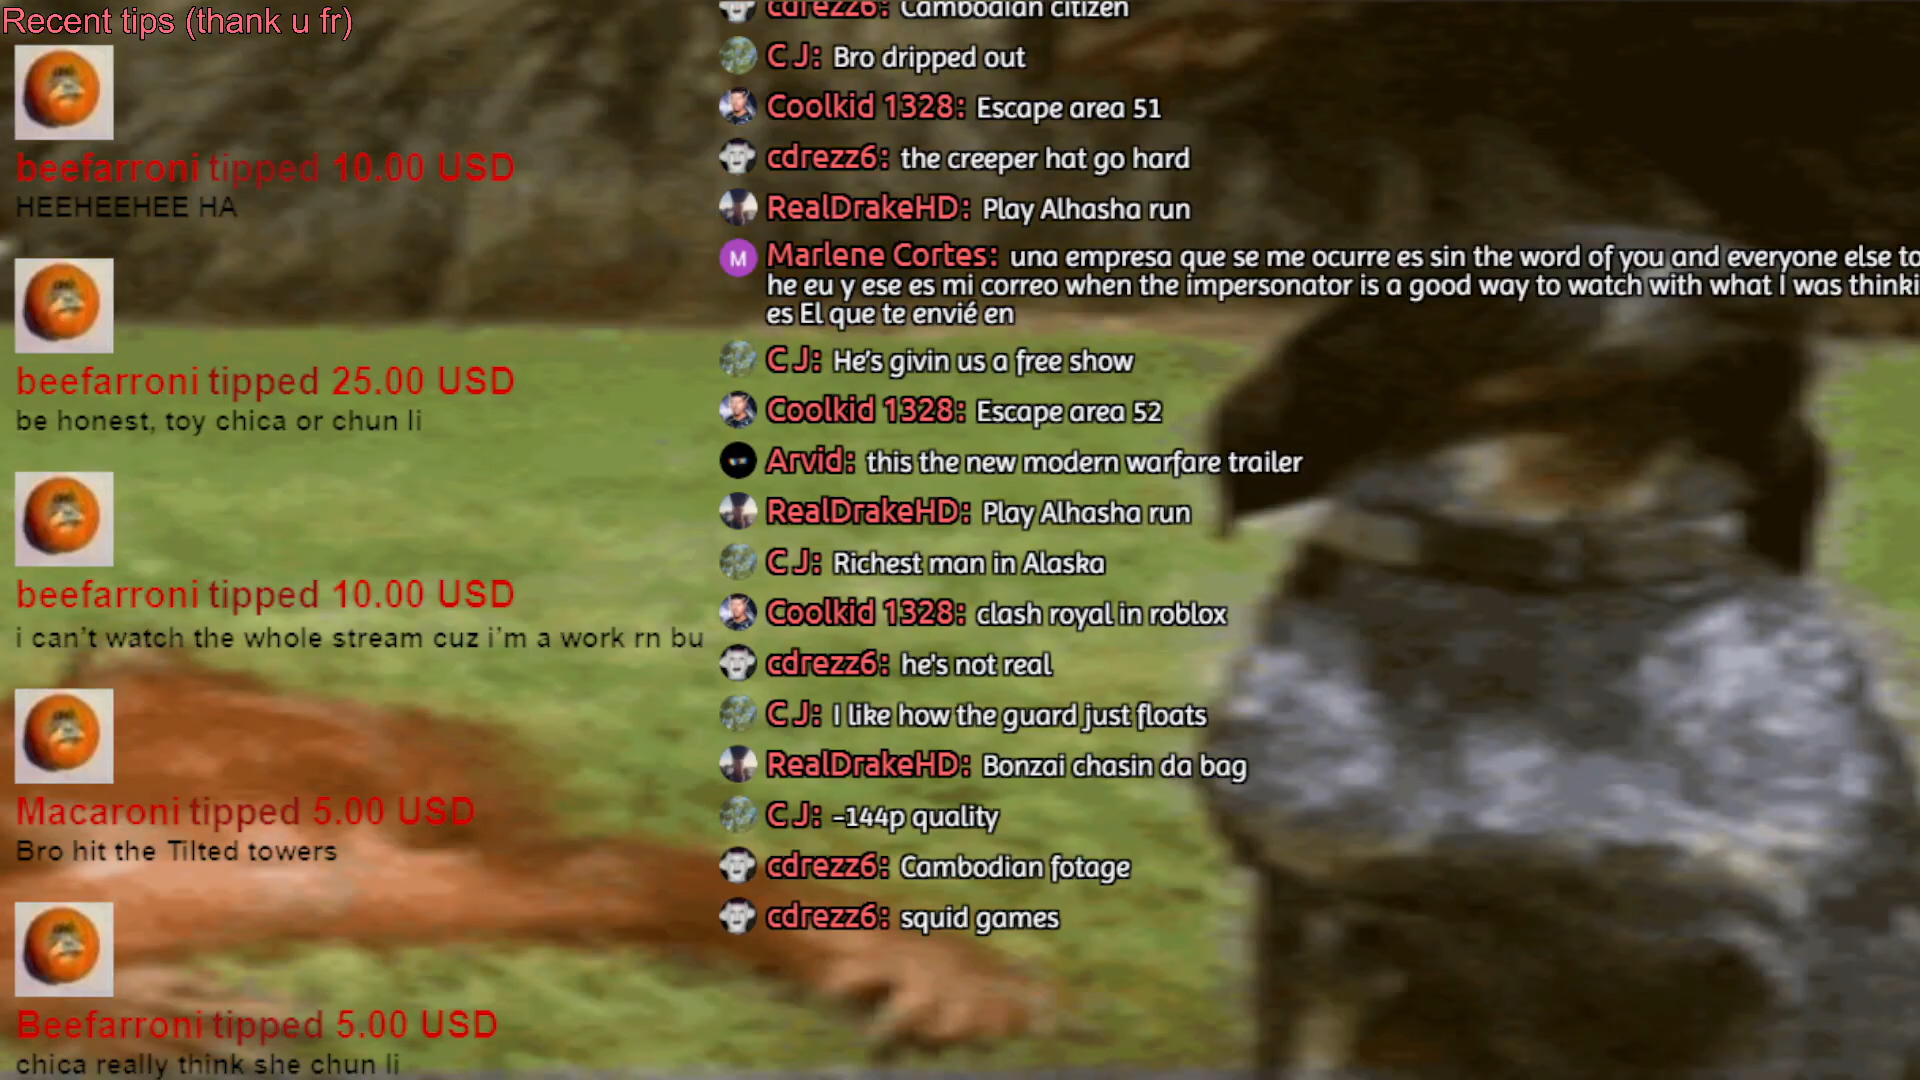 Recent tips (thank u fr)
beefarroni tipped 10.00 USD
HEEHEEHEE HA
beefarroni tipped 25.00 USD
be honest, toy chica or chun li
beefarroni tipped 10.00 USD
i can't watch the whole stream cuz i'm a work rn bu
Macaroni tipped 5.00 USD
Bro hit the Tilted towers
Beefarroni tipped 5.00 USD
chica really think she chun li
cdrezz6: Cambodian citizen
C J: Bro dripped out
Coolkid 1328: Escape area 51
cdrezz6: the creeper hat go hard
RealDrakeHD: Play Alhasha run
M
Marlene Cortes: una empresa que se me ocurre es sin the word of you and everyone else to
he eu y ese es mi correo when the impersonator is a good way to watch with what I was thinki
es El que te envié en
C J: He's givin us a free show
Coolkid 1328: Escape area 52
Arvid: this the new modern warfare trailer
RealDrakeHD: Play Alhasha run
C J: Richest man in Alaska
Coolkid 1328: clash royal in roblox
cdrezz6: he's not real
C J: I like how the guard just floats
RealDrakeHD: Bonzai chasin da bag
C J: -144p quality
cdrezz6: Cambodian fotage
cdrezz6: squid games